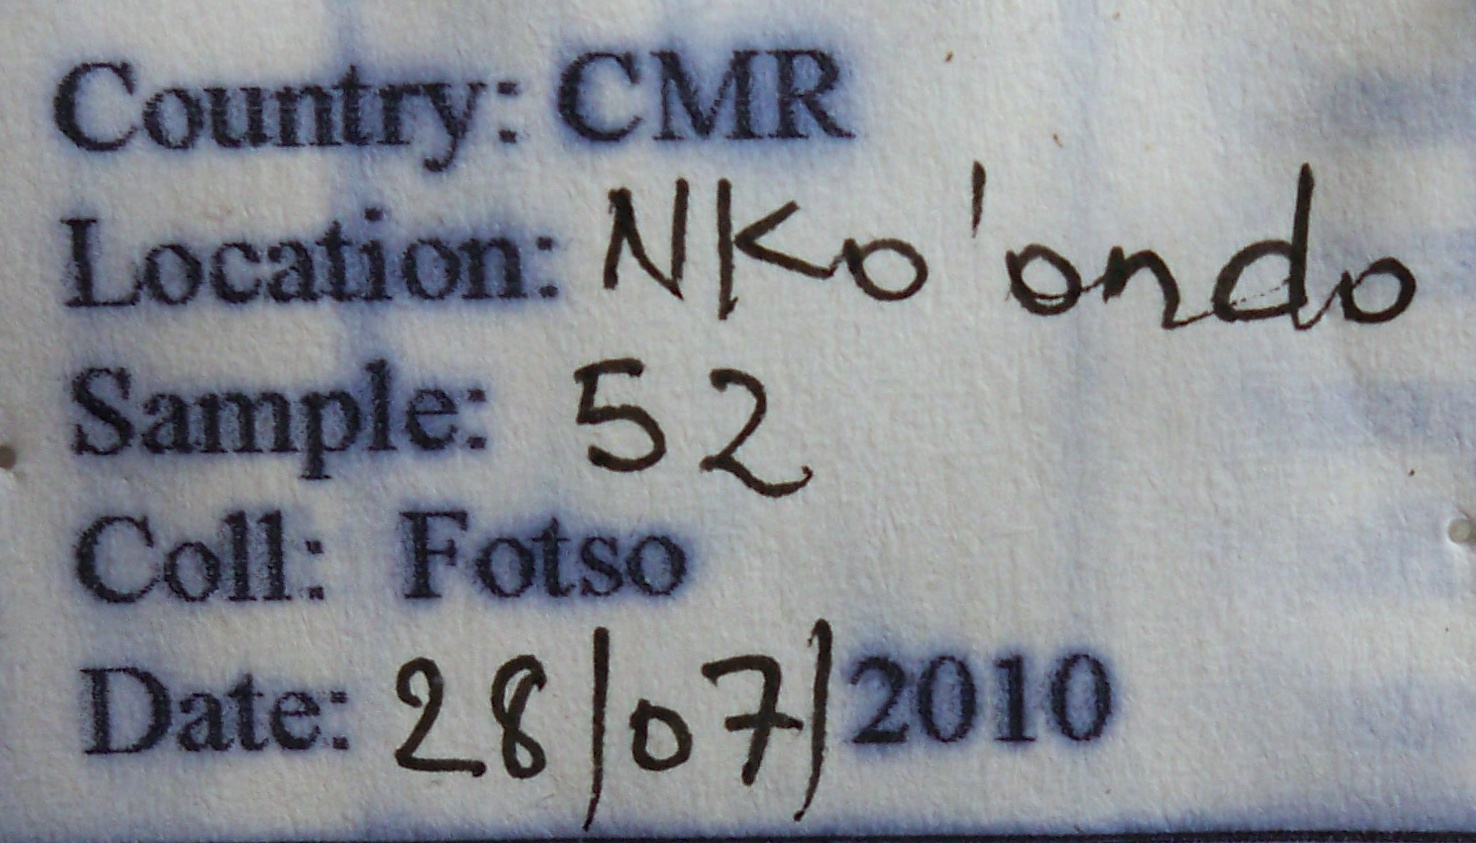 Country: CMR
Location: NKo'ondo
Sample: 52
Coll: Fotso
Date: 28/07/2010